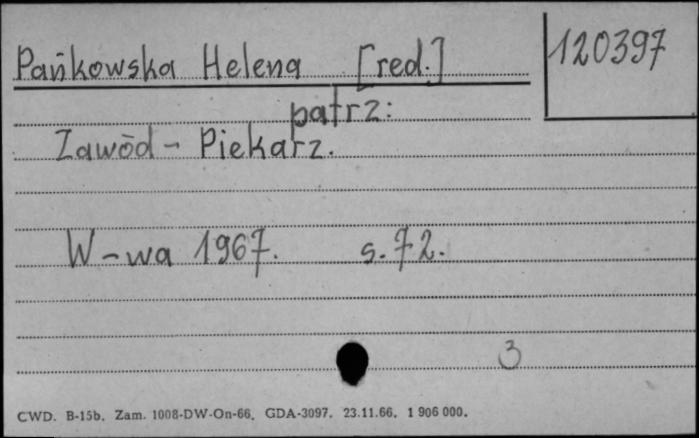 Pańkowska Helena [red.]
120397
patrz:
Zawód - Piekarz.
W-wa 1967. s. 72.
3
CWD. B-15b. Zam. 1008-DW-On-66. GDA-3097. 23.11.66. 1 906 000.